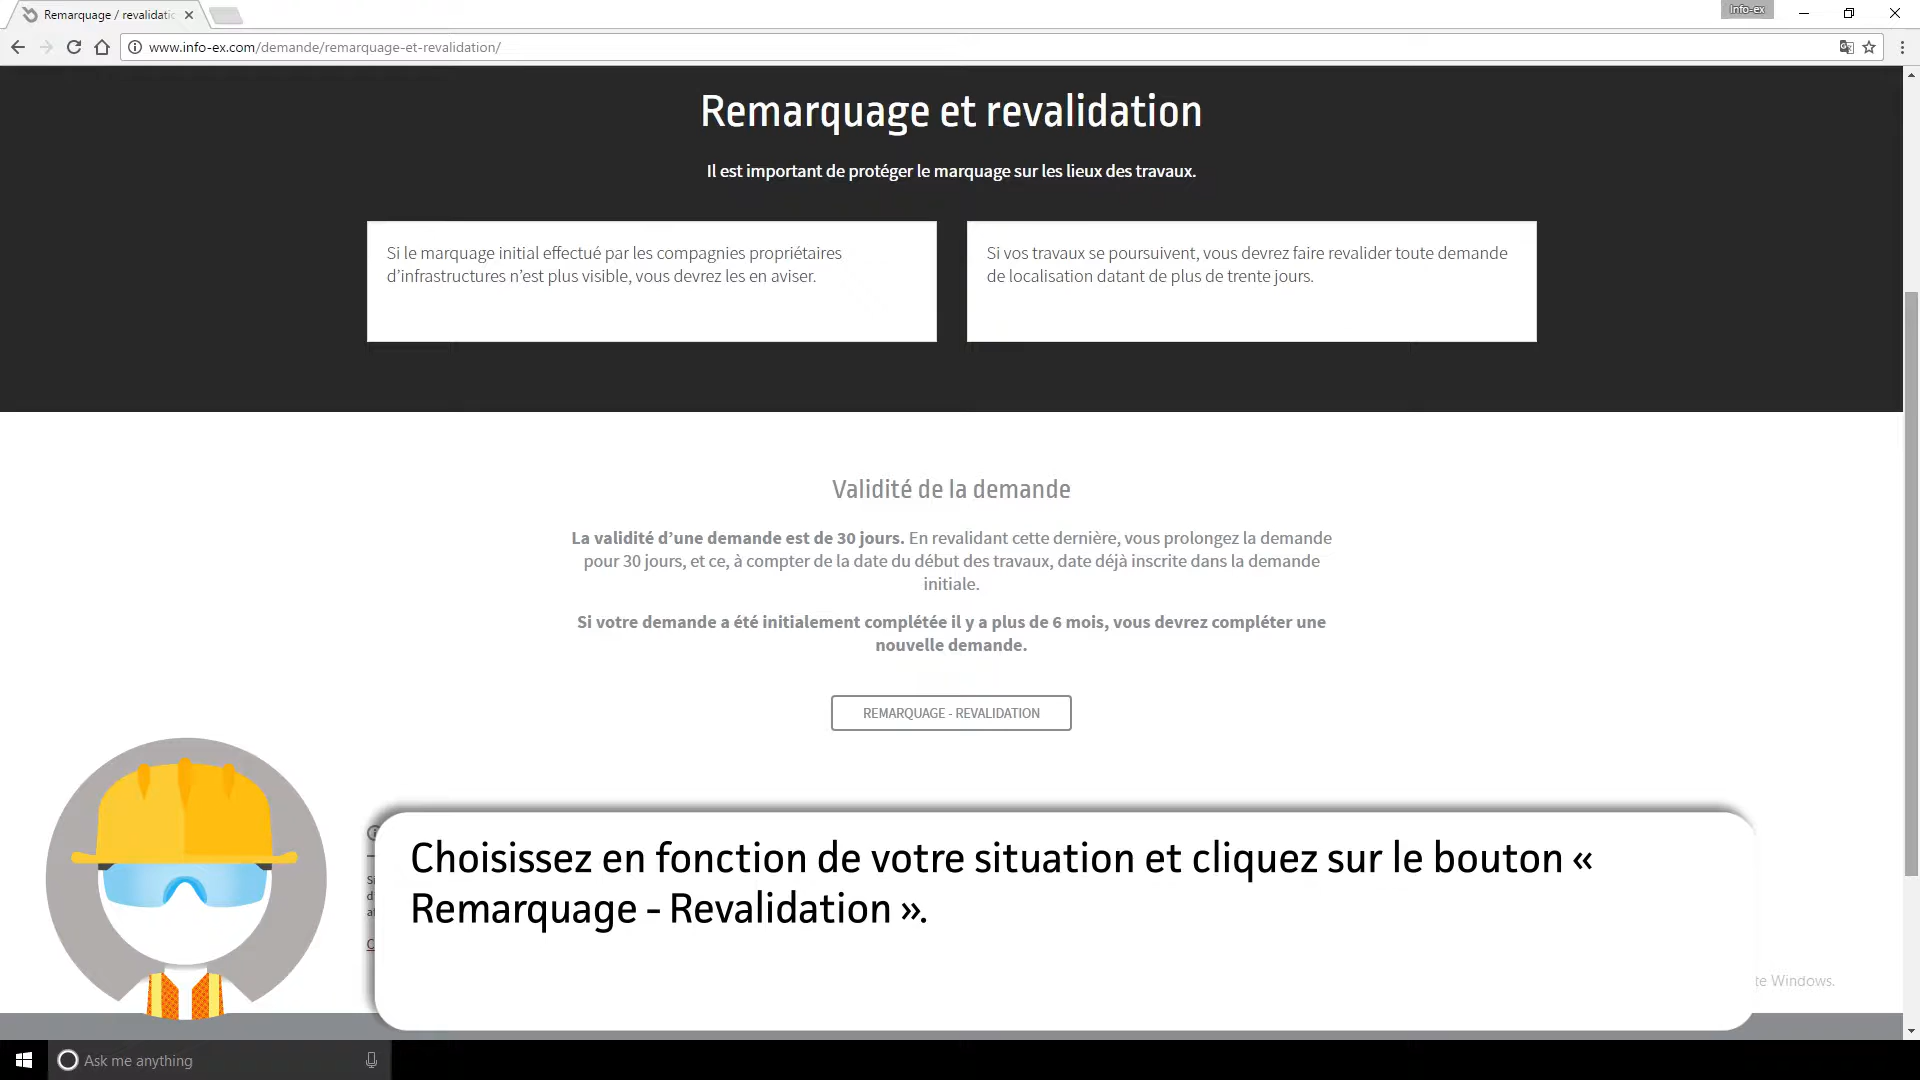 Remarquage / revalidatic
Info-ex
www.info-ex.com/demande/remarquage-et-revalidation/
Remarquage et revalidation
Il est important de protéger le marquage sur les lieux des travaux.
Si le marquage initial effectué par les compagnies propriétaires
d’infrastructures n’est plus visible, vous devrez les en aviser.
Si vos travaux se poursuivent, vous devrez faire revalider toute demande
de localisation datant de plus de trente jours.
Validité de la demande
La validité d’une demande est de 30 jours. En revalidant cette dernière, vous prolongez la demande
pour 30 jours, et ce, à compter de la date du début des travaux, date déjà inscrite dans la demande
initiale.
Si votre demande a été initialement complétée il y a plus de 6 mois, vous devrez compléter une
nouvelle demande.
REMARQUAGE - REVALIDATION
Choisissez en fonction de votre situation et cliquez sur le bouton «
Remarquage - Revalidation ».
te Windows.
Ask me anything